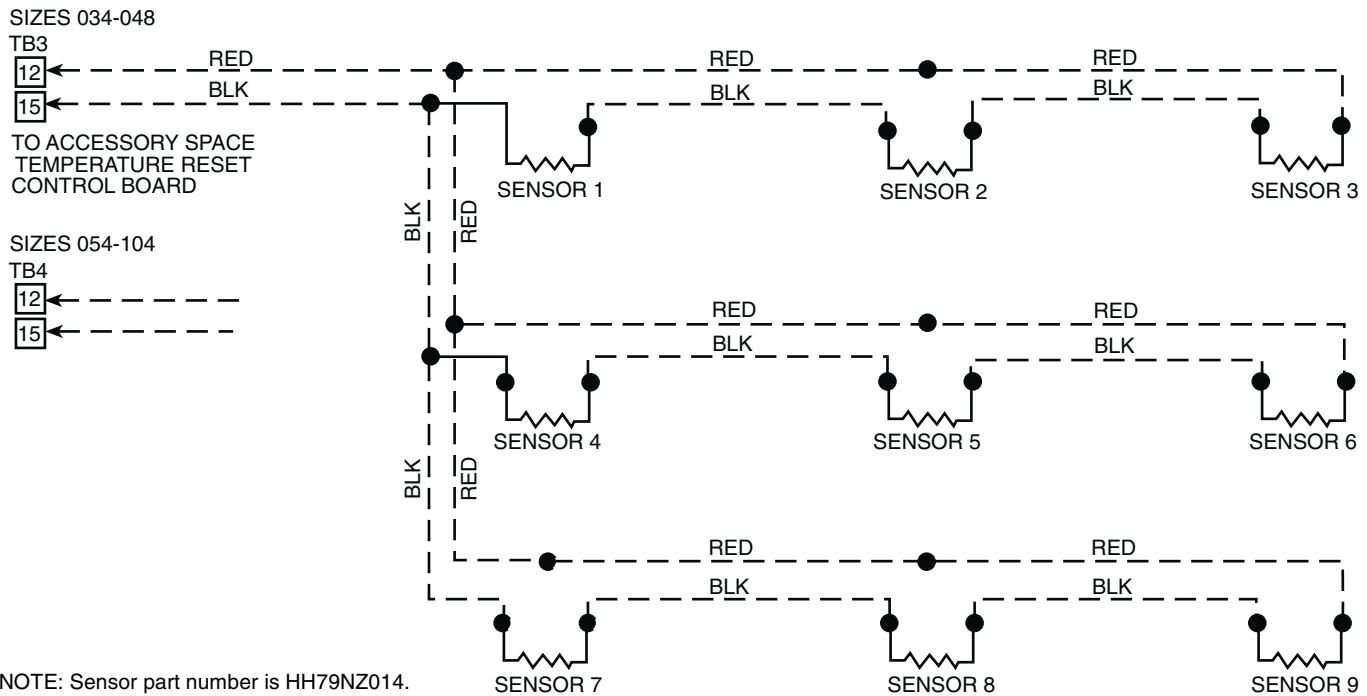 SIZES 034-048
TB3
12
15
RED
BLK
RED
BLK
RED
BLK
TO ACCESSORY SPACE
TEMPERATURE RESET
CONTROL BOARD
SENSOR 1
SENSOR 2
SENSOR 3
BLK
RED
SIZES 054-104
TB4
12
15
RED
BLK
RED
BLK
SENSOR 4
SENSOR 5
SENSOR 6
BLK
RED
RED
BLK
RED
BLK
SENSOR 7
SENSOR 8
SENSOR 9
NOTE: Sensor part number is HH79NZ014.